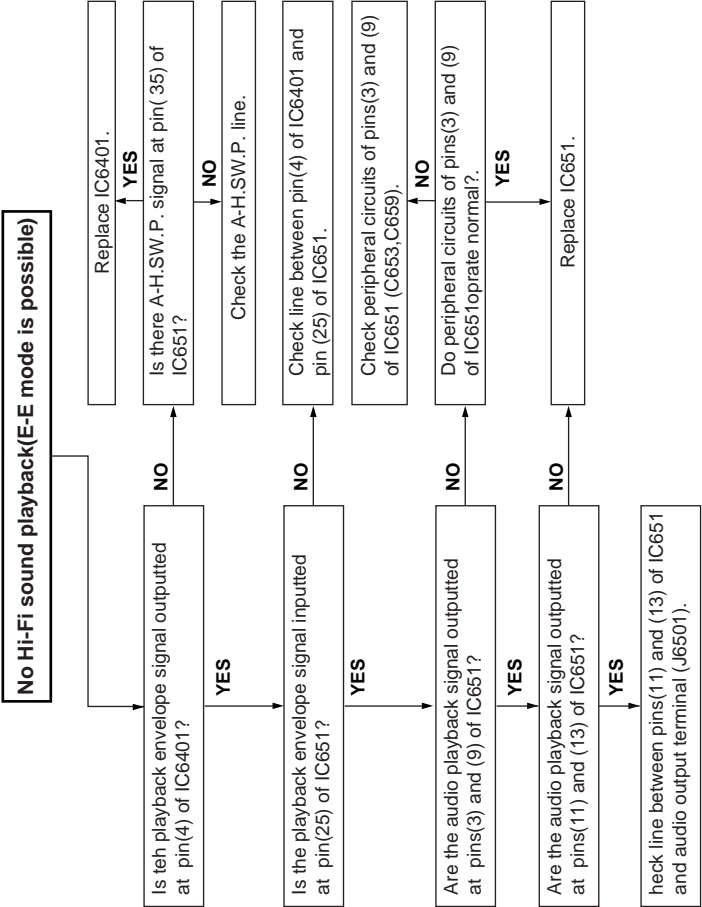 No Hi-Fi sound playback(E-E mode is possible)
Is teh playback envelope signal outputted
at  pin(4) of IC6401?
NO
Is there A-H.SW.P.  signal at pin( 35) of
IC651?
YES
Replace IC6401.
NO
Check the A-H.SW.P. line.
YES
Is the playback envelope signal inputted
at  pin(25) of IC651?
NO
Check line between pin(4) of IC6401 and
pin (25) of IC651.
YES
Are the audio playback signal outputted
at  pins(3) and (9) of IC651?
NO
Do peripheral circuits of pins(3) and (9)
of IC651oprate normal?.
NO
Check peripheral circuits of pins(3) and (9)
of IC651 (C653,C659).
YES
Replace IC651.
YES
Are the audio playback signal outputted
at  pins(11) and (13) of IC651?
NO
YES
heck line between pins(11) and (13) of IC651
and audio output terminal (J6501).